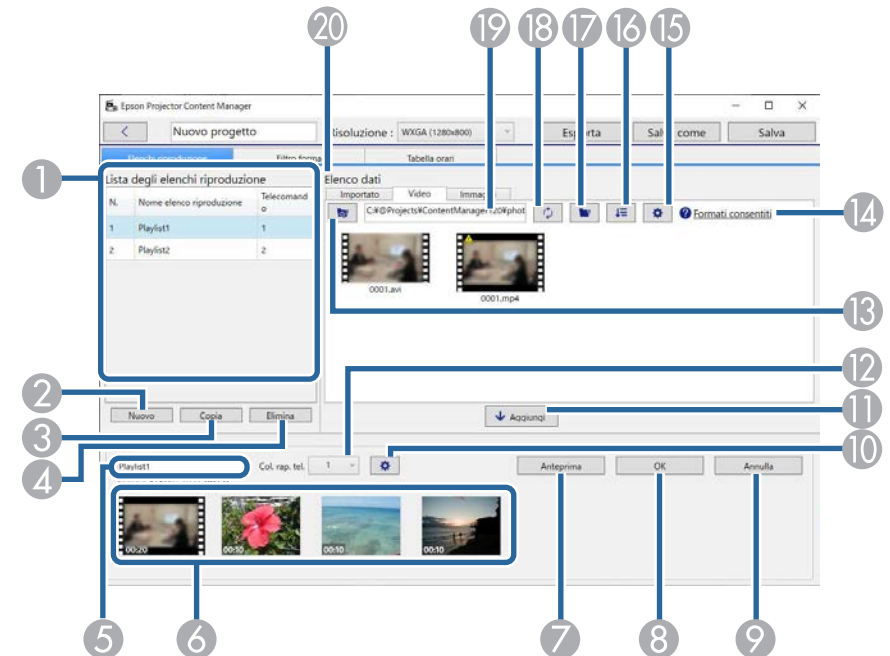 20 19 18 17 16 15
Epson Projector Content Manager
Nuovo progetto
Risoluzione : WXGA (1280x800)
Esporta
Salva come
Salva
Elenchi riproduzione
Tabella orari
1
Lista degli elenchi riproduzione
N. Nome elenco riproduzione Telecomando
1 Playlist1 1
2 Playlist2 2
Elenco dati
Importato Video Immagini
Formati consentiti
14
0001.avi
0001.mp4
13
12
2
Nuovo Copia Elimina
Aggiungi
11
3
10
4
Playlist1
Col. rap. tel. 1
Anteprima OK Annulla
00:20 00:10 00:10 00:10
5 6 7 8 9